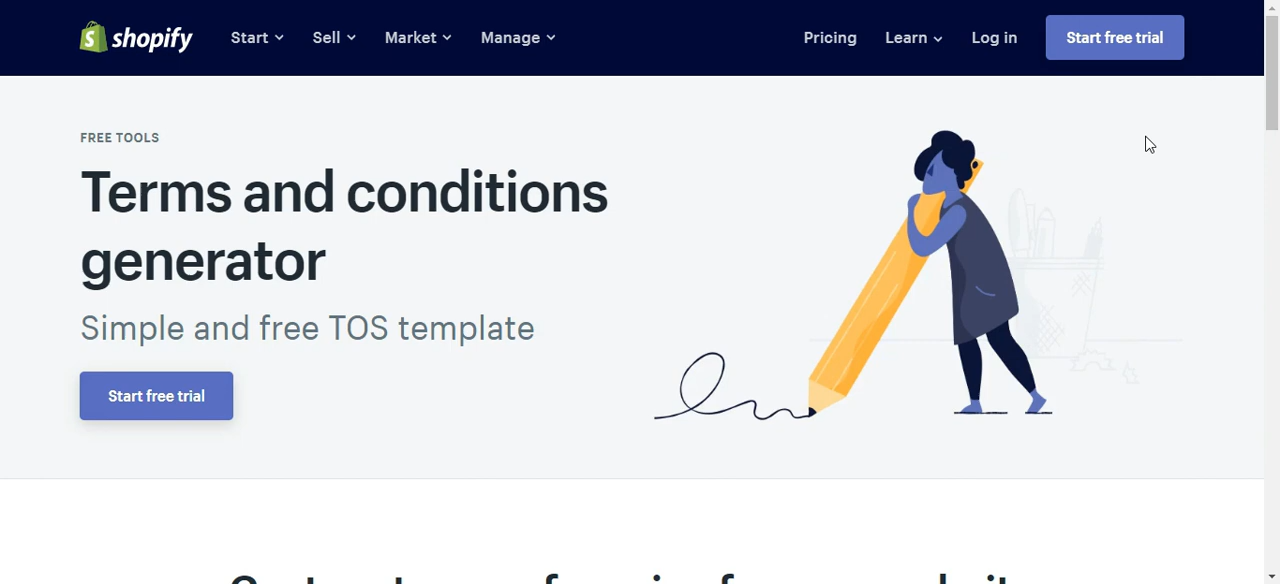 shopify
Start
Sell
Market
Manage
Pricing
Learn
Log in
Start free trial
FREE TOOLS
Terms and conditions
generator
Simple and free TOS template
Start free trial